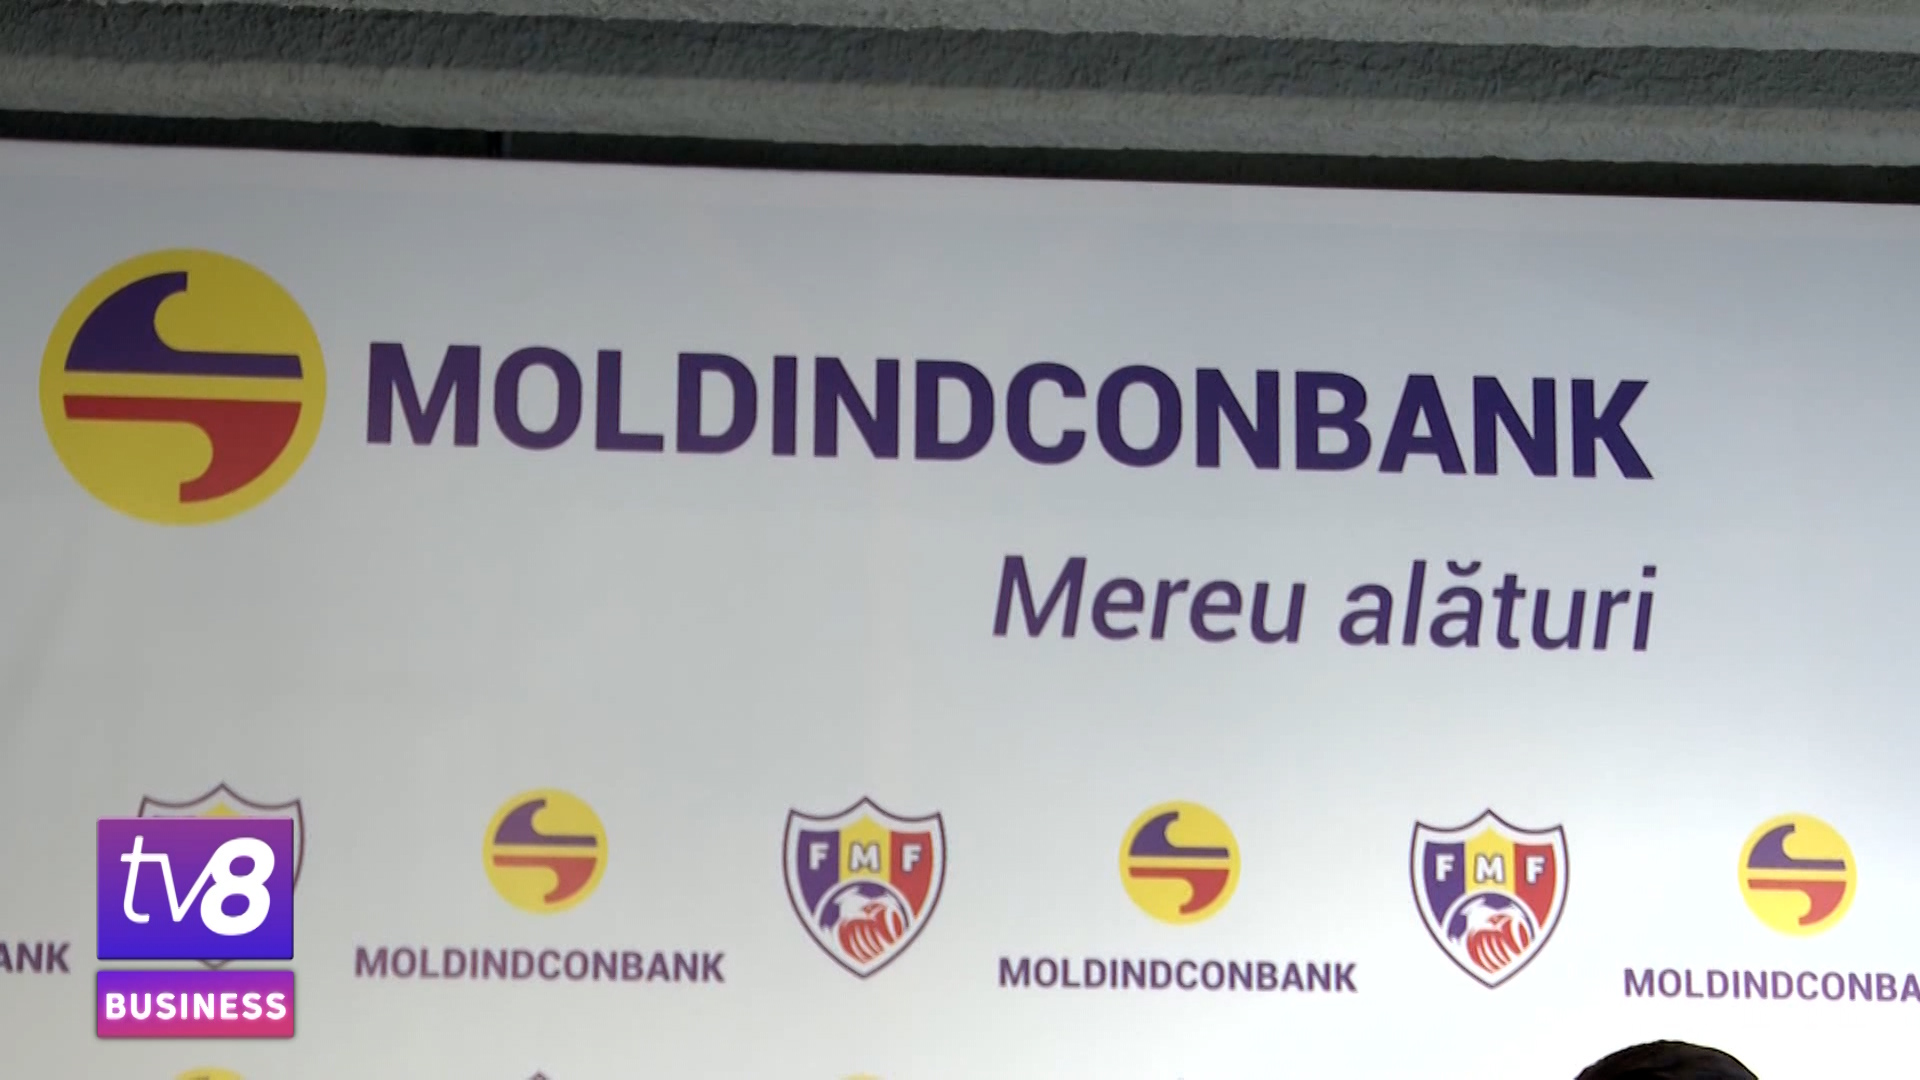 MOLDINDCONBANK
Mereu alături
FMF
FMF
ANK
MOLDINDCONBANK
MOLDINDCONBANK
MOLDINDCONBA
tv8
BUSINESS